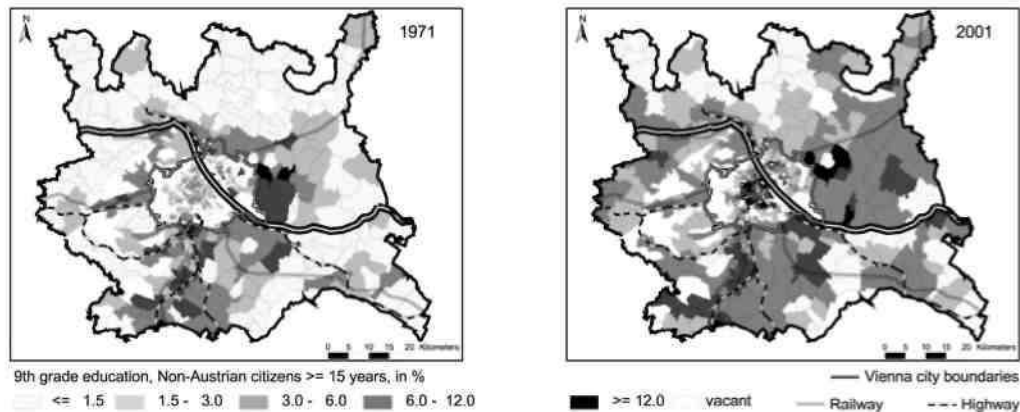 N
1971
0 5 10 15 20 Kilometers
N
2001
0 5 10 15 20 Kilometers
9th grade education, Non-Austrian citizens >= 15 years, in %
<= 1.5 1.5 - 3.0 3.0 - 6.0 6.0 - 12.0 >= 12.0 vacant
Vienna city boundaries
Railway Highway